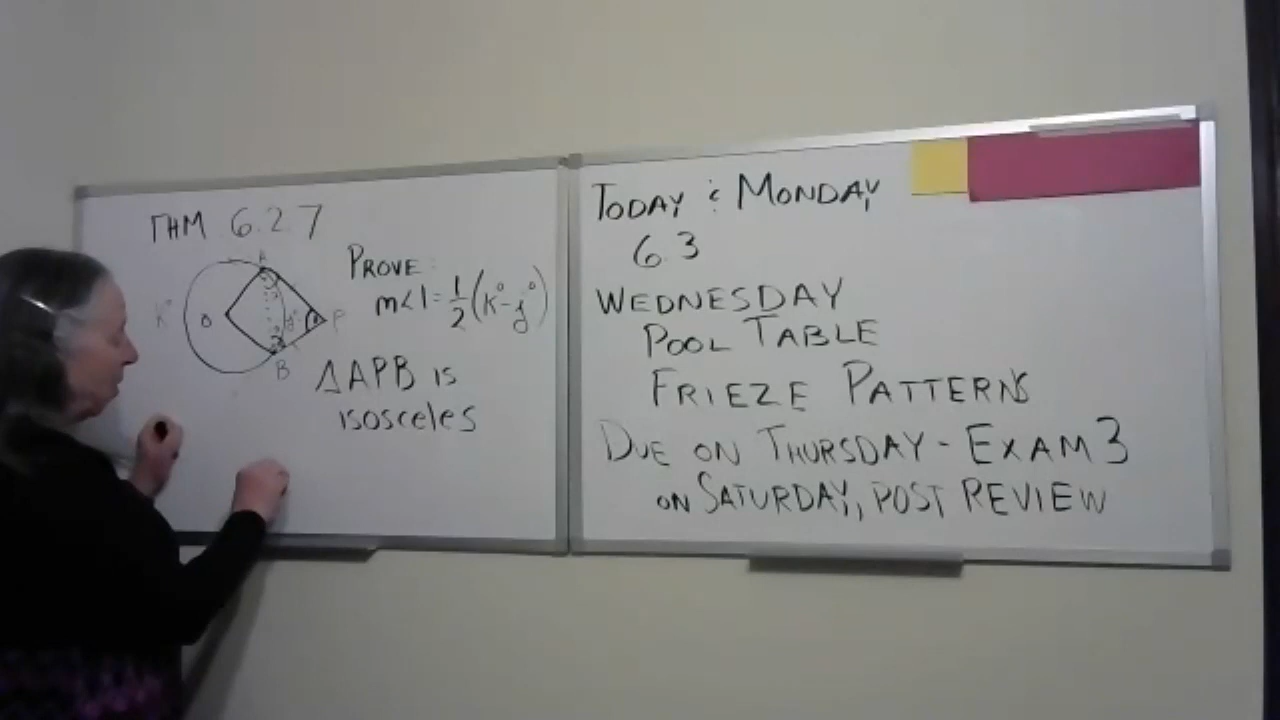 THM 6.2.7
A
K°
O
j°
1
P
B
PROVE:
m<1 = 1/2 (K° - j°)
△APB is
isosceles
TODAY & MONDAY
6.3
WEDNESDAY
POOL TABLE
FRIEZE PATTERNS
DUE ON THURSDAY - EXAM 3
ON SATURDAY, POST REVIEW